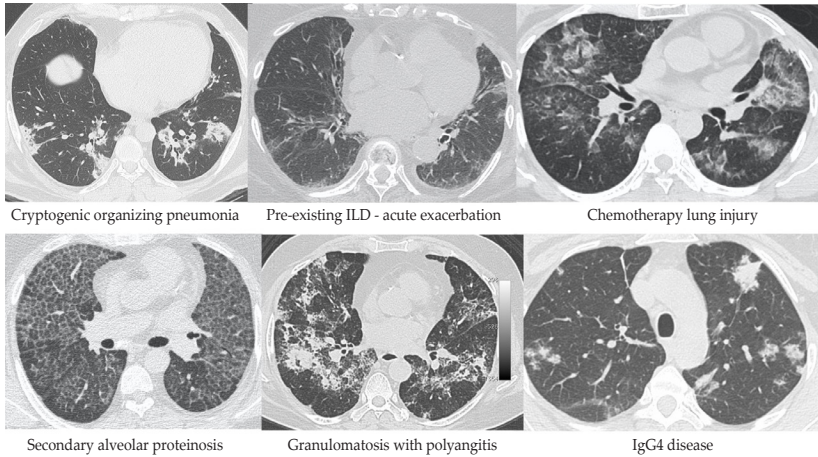 Cryptogenic organizing pneumonia
Pre-existing ILD - acute exacerbation
Chemotherapy lung injury
Secondary alveolar proteinosis
Granulomatosis with polyangitis
IgG4 disease